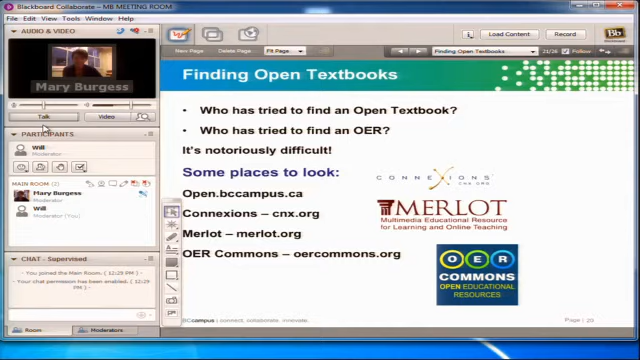 Blackboard Collaborate – MB MEETING ROOM
File Edit View Tools Window Help
AUDIO & VIDEO
Mary Burgess
Talk
Video
PARTICIPANTS
Will
Moderator
MAIN ROOM (2)
Mary Burgess
Moderator
Will
Moderator (You)
CHAT - Supervised
You joined the Main Room. ( 12:25 PM )
Your chat permission has been enabled. ( 12:25 PM )
Room
Moderators
Load Content
Record
Bb
New Page
Delete Page
Fit Page
Finding Open Textbooks
Follow
Finding Open Textbooks
• Who has tried to find an Open Textbook?
• Who has tried to find an OER?
It's notoriously difficult!
Some places to look:
Open.bccampus.ca
Connexions – cnx.org
Merlot – merlot.org
OER Commons – oercommons.org
CONNEXIONS
CNX.ORG
MERLOT
Multimedia Educational Resource
for Learning and Online Teaching
OER
COMMONS
OPEN EDUCATIONAL
RESOURCES
BCcampus | connect. collaborate. innovate.
Page | 20